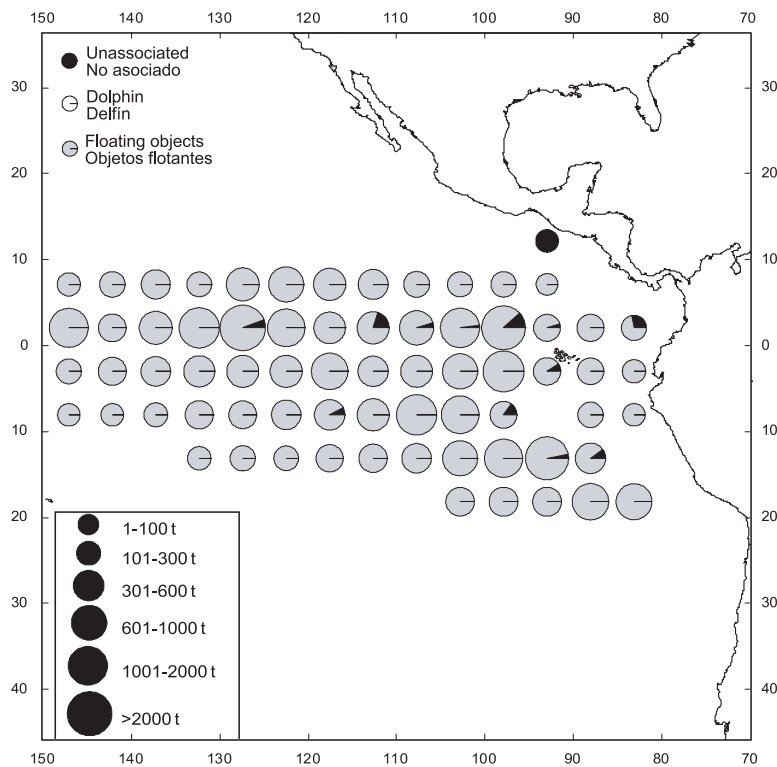 150 140 130 120 110 100 90 80 70
Unassociated
No asociado
Dolphin
Delfín
Floating objects
Objetos flotantes
30 30
20 20
10 10
0 0
10 10
20 20
30 30
40 40
1-100 t
101-300 t
301-600 t
601-1000 t
1001-2000 t
>2000 t
150 140 130 120 110 100 90 80 70